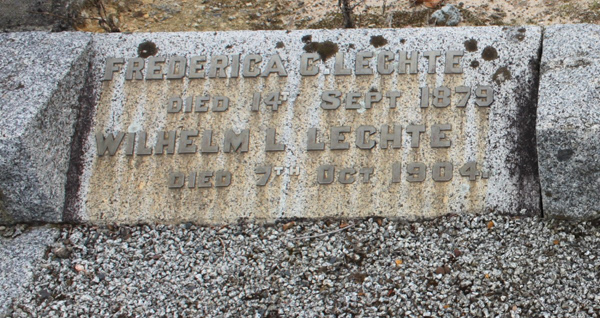 FREDERICA C. LECHTE
DIED 14TH SEPT 1879
WILHELM L. LECHTE
DIED 7TH OCT 1904.